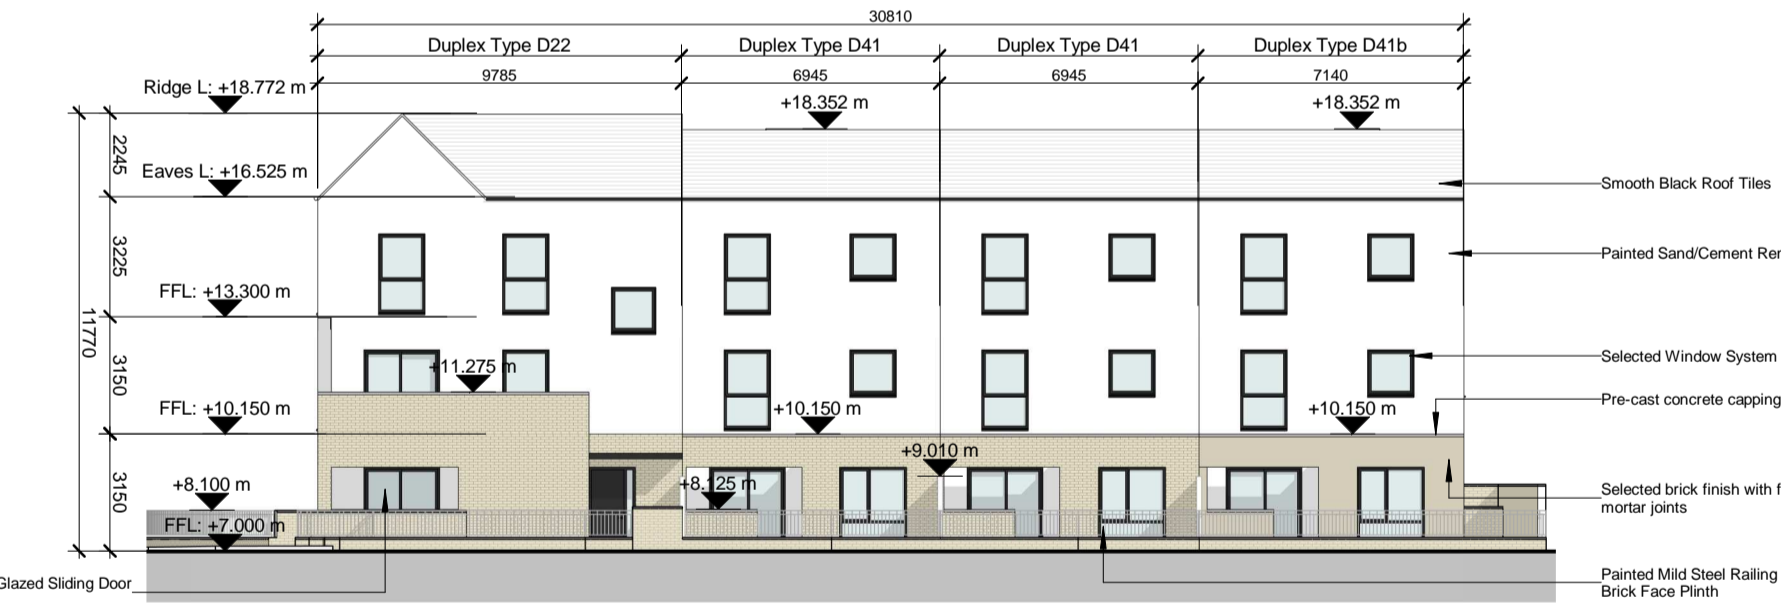 30810
Duplex Type D22
Duplex Type D41
Duplex Type D41
Duplex Type D41b
9785
6945
6945
7140
Ridge L: +18.772 m
+18.352 m
+18.352 m
2245
Eaves L: +16.525 m
Smooth Black Roof Tiles
3225
Painted Sand/Cement Ren
FFL: +13.300 m
11770
3150
+11.275 m
Selected Window System
FFL: +10.150 m
+10.150 m
+10.150 m
Pre-cast concrete capping
+9.010 m
3150
+8.100 m
+8.125 m
Selected brick finish with f
mortar joints
FFL: +7.000 m
Glazed Sliding Door
Painted Mild Steel Railing
Brick Face Plinth